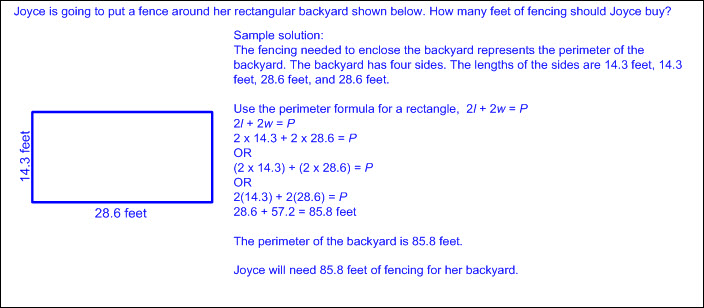 Joyce is going to put a fence around her rectangular backyard shown below. How many feet of fencing should Joyce buy?
Sample solution:
The fencing needed to enclose the backyard represents the perimeter of the
backyard. The backyard has four sides. The lengths of the sides are 14.3 feet, 14.3
feet, 28.6 feet, and 28.6 feet.
Use the perimeter formula for a rectangle, 2l + 2w = P
2l + 2w = P
2 x 14.3 + 2 x 28.6 = P
OR
(2 x 14.3) + (2 x 28.6) = P
OR
2(14.3) + 2(28.6) = P
28.6 + 57.2 = 85.8 feet
The perimeter of the backyard is 85.8 feet.
Joyce will need 85.8 feet of fencing for her backyard.
14.3 feet
28.6 feet